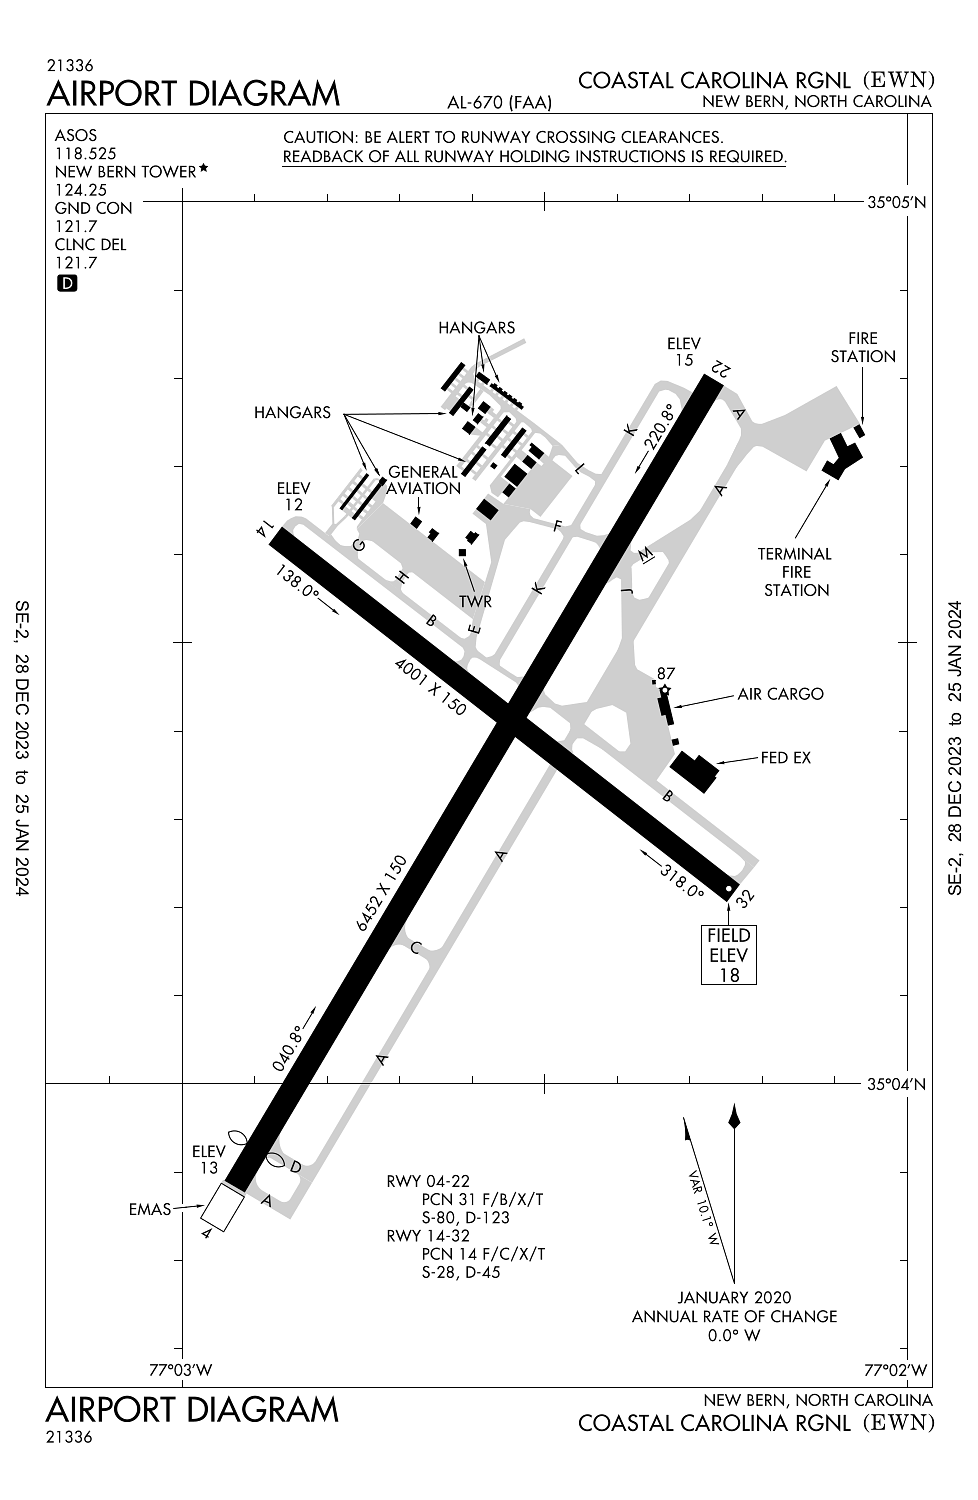 21336
AIRPORT DIAGRAM
AL-670 (FAA)
COASTAL CAROLINA RGNL (EWN)
NEW BERN, NORTH CAROLINA
ASOS
118.525
NEW BERN TOWER★
124.25
GND CON
121.7
CLNC DEL
121.7
D
CAUTION: BE ALERT TO RUNWAY CROSSING CLEARANCES.
READBACK OF ALL RUNWAY HOLDING INSTRUCTIONS IS REQUIRED.
35°05'N
HANGARS
ELEV
15
22
FIRE
STATION
HANGARS
K
220.8°
A
L
A
GENERAL
AVIATION
ELEV
12
14
G
F
M
TERMINAL
FIRE
STATION
138.0°
H
K
J
TWR
B
E
4001 X 150
87
AIR CARGO
FED EX
B
A
318.0°
32
FIELD
ELEV
18
6452 X 150
C
040.8°
A
35°04'N
ELEV
13
D
A
EMAS
4
RWY 04-22
PCN 31 F/B/X/T
S-80, D-123
RWY 14-32
PCN 14 F/C/X/T
S-28, D-45
VAR 10.1° W
JANUARY 2020
ANNUAL RATE OF CHANGE
0.0° W
77°03'W
77°02'W
AIRPORT DIAGRAM
21336
NEW BERN, NORTH CAROLINA
COASTAL CAROLINA RGNL (EWN)
SE-2, 28 DEC 2023 to 25 JAN 2024
SE-2, 28 DEC 2023 to 25 JAN 2024